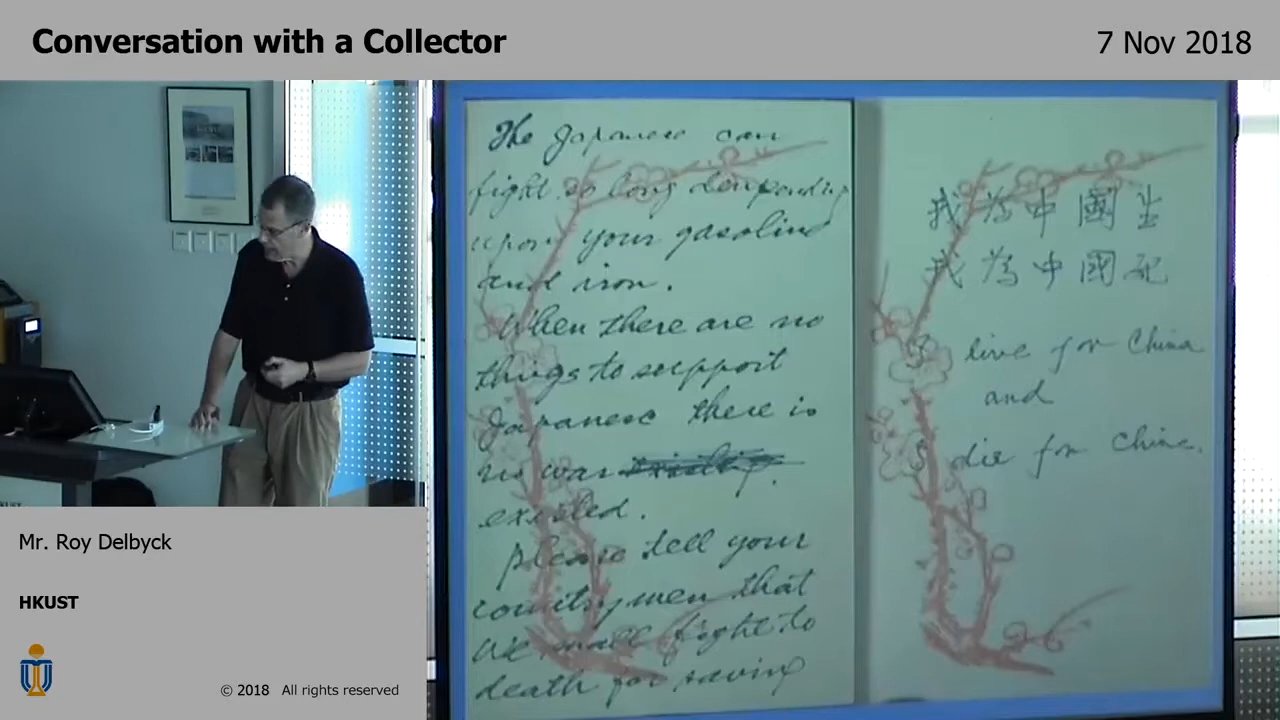 Conversation with a Collector
7 Nov 2018
The Japanese can
fight so long denpending
upon your gasoline
and iron.
When there are no
things to support
Japanese there is
no war
existed.
please tell your
countrymen that
We shall fight to
death for saving
我為中國生
我為中國死
I live for China
and
I die for China.
Mr. Roy Delbyck
HKUST
© 2018 All rights reserved